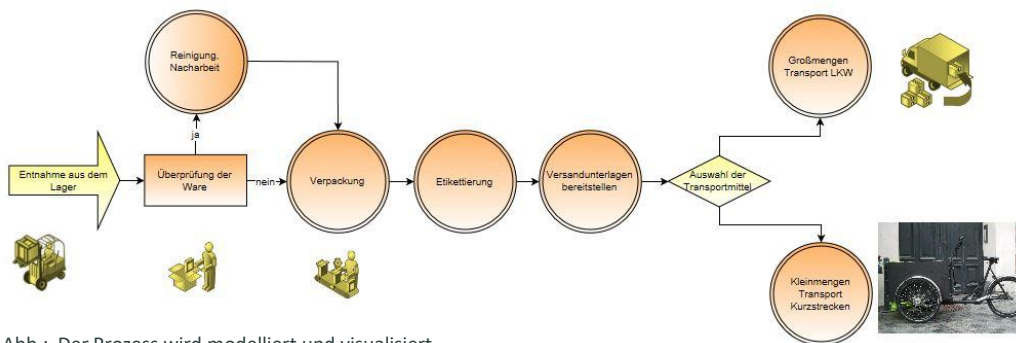 Reinigung,
Nacharbeit
Großmengen
Transport LKW
ja
Entnahme aus dem
Lager
Überprüfung der
Ware
nein
Verpackung
Etikettierung
Versandunterlagen
bereitstellen
Auswahl der
Transportmittel
Kleinmengen
Transport
Kurzstrecken
Abb.: Der Prozess wird modelliert und visualisiert